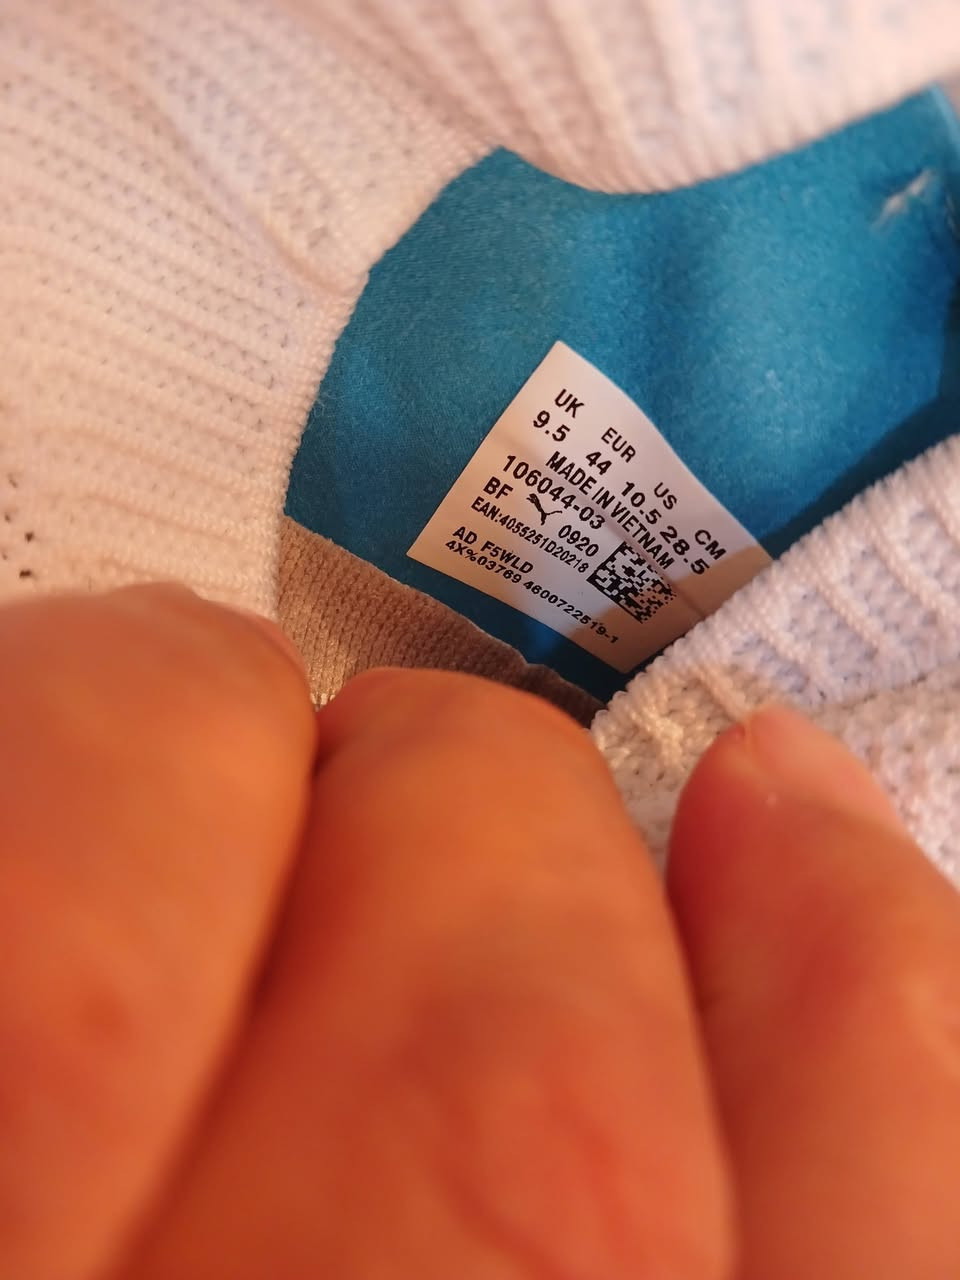 UK EUR US CM
9.5 44 10.5 28.5
MADE IN VIETNAM
106044-03
BF 0920
EAN:4055251D20218
AD F5WLD
4X%03769 4600722519-1